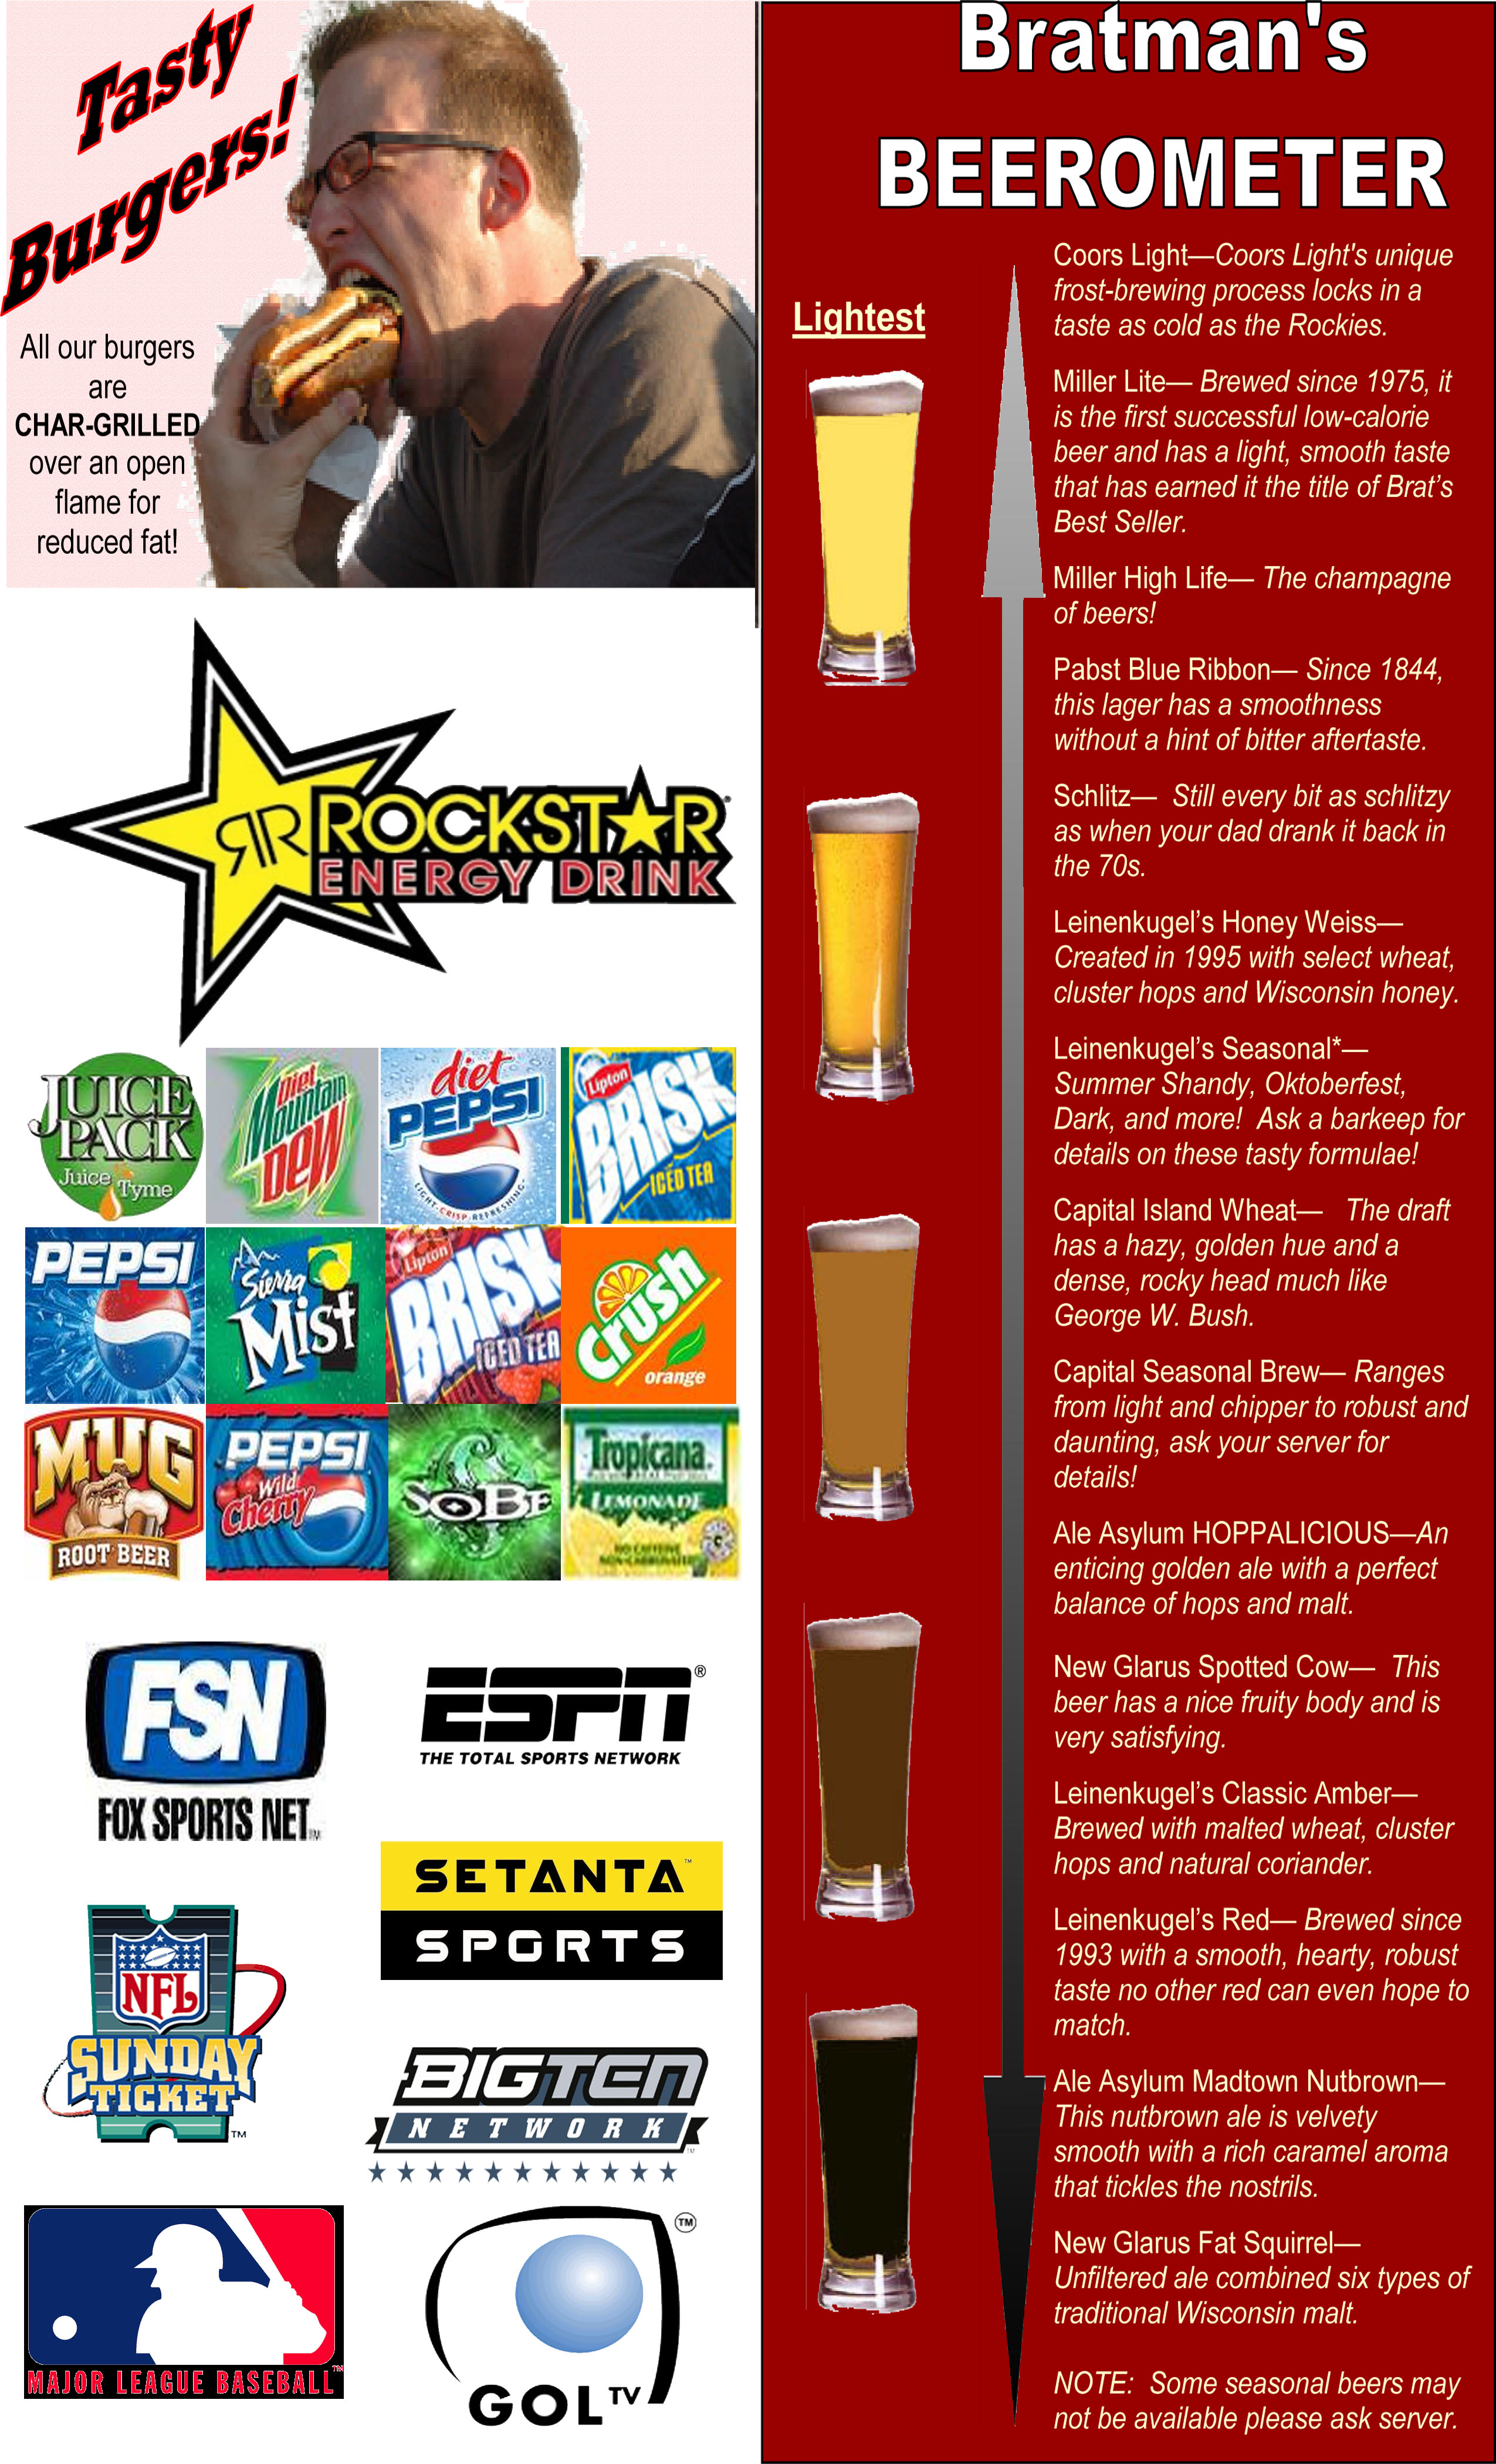 Tasty
Burgers!
All our burgers
are
CHAR-GRILLED
over an open
flame for
reduced fat!
ROCKSTAR
ENERGY DRINK
JUICE
PACK
Juice Tyme
Diet
Mountain
Dew
diet
PEPSI
LIGHT·CRISP·REFRESHING
Lipton
BRISK
ICED TEA
PEPSI
Sierra
Mist
Lipton
BRISK
ICED TEA
Crush
orange
MUG
ROOT BEER
PEPSI
Wild
Cherry
SoBe
Tropicana
LEMONADE
NO CAFFEINE
NON-CARBONATED
FSN
FOX SPORTS NET™
ESPN®
THE TOTAL SPORTS NETWORK
SETANTA™
SPORTS
NFL
SUNDAY
TICKET
™
BIGTEN
NETWORK
MAJOR LEAGUE BASEBALL™
TM
GOL TV
Bratman's
BEEROMETER
Lightest
Coors Light—Coors Light's unique
frost-brewing process locks in a
taste as cold as the Rockies.
Miller Lite— Brewed since 1975, it
is the first successful low-calorie
beer and has a light, smooth taste
that has earned it the title of Brat’s
Best Seller.
Miller High Life— The champagne
of beers!
Pabst Blue Ribbon— Since 1844,
this lager has a smoothness
without a hint of bitter aftertaste.
Schlitz— Still every bit as schlitzy
as when your dad drank it back in
the 70s.
Leinenkugel’s Honey Weiss—
Created in 1995 with select wheat,
cluster hops and Wisconsin honey.
Leinenkugel’s Seasonal*—
Summer Shandy, Oktoberfest,
Dark, and more! Ask a barkeep for
details on these tasty formulae!
Capital Island Wheat— The draft
has a hazy, golden hue and a
dense, rocky head much like
George W. Bush.
Capital Seasonal Brew— Ranges
from light and chipper to robust and
daunting, ask your server for
details!
Ale Asylum HOPPALICIOUS—An
enticing golden ale with a perfect
balance of hops and malt.
New Glarus Spotted Cow— This
beer has a nice fruity body and is
very satisfying.
Leinenkugel’s Classic Amber—
Brewed with malted wheat, cluster
hops and natural coriander.
Leinenkugel’s Red— Brewed since
1993 with a smooth, hearty, robust
taste no other red can even hope to
match.
Ale Asylum Madtown Nutbrown—
This nutbrown ale is velvety
smooth with a rich caramel aroma
that tickles the nostrils.
New Glarus Fat Squirrel—
Unfiltered ale combined six types of
traditional Wisconsin malt.
NOTE: Some seasonal beers may
not be available please ask server.